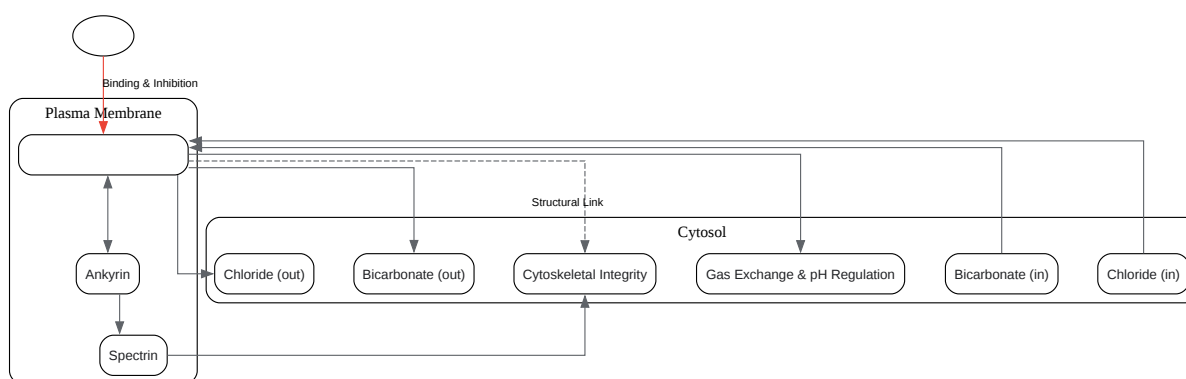 Binding & Inhibition
Plasma Membrane
Structural Link
Cytosol
Ankyrin
Chloride (out)
Bicarbonate (out)
Cytoskeletal Integrity
Gas Exchange & pH Regulation
Bicarbonate (in)
Chloride (in)
Spectrin